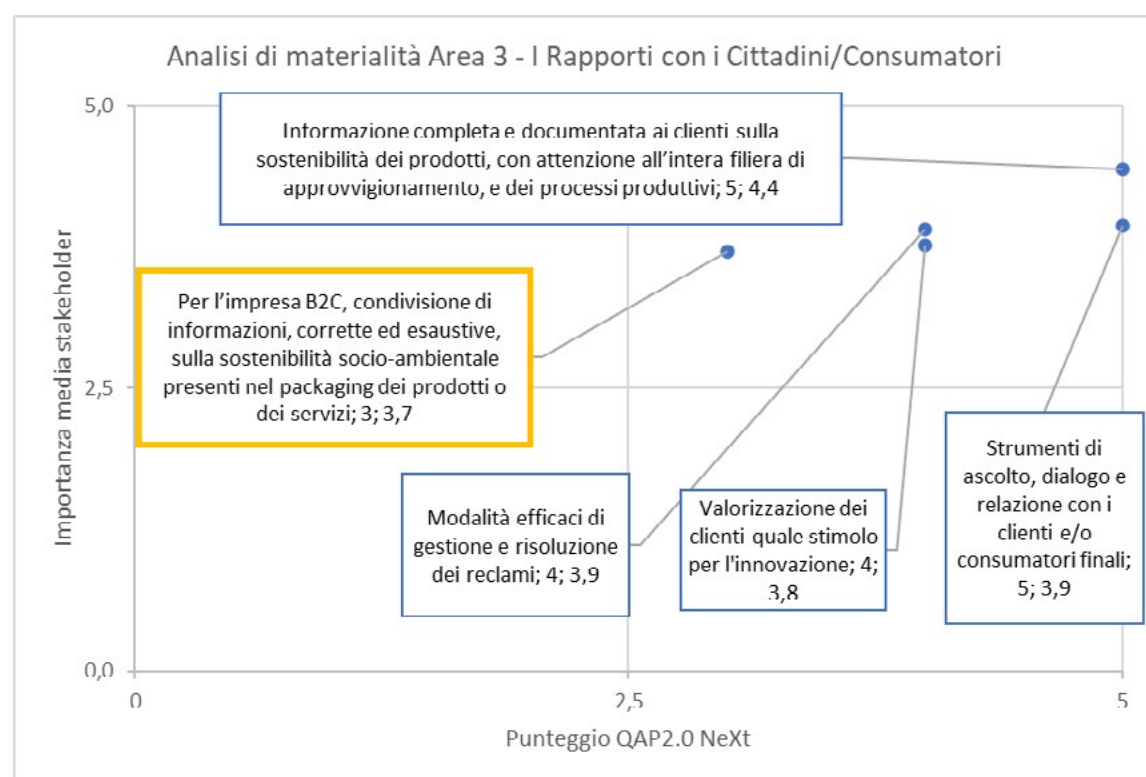 Analisi di materialità Area 3 - I Rapporti con i Cittadini/Consumatori
5,0
Informazione completa e documentata ai clienti sulla
sostenibilità dei prodotti, con attenzione all'intera filiera di
approvvigionamento, e dei processi produttivi; 5; 4,4
Importanza media stakeholder
Per l'impresa B2C, condivisione di
informazioni, corrette ed esaustive,
sulla sostenibilità socio-ambientale
presenti nel packaging dei prodotti o
dei servizi; 3; 3,7
2,5
Modalità efficaci di
gestione e risoluzione
dei reclami; 4; 3,9
Valorizzazione dei
clienti quale stimolo
per l'innovazione; 4;
3,8
Strumenti di
ascolto, dialogo e
relazione con i
clienti e/o
consumatori finali;
5; 3,9
0,0
0
2,5
5
Punteggio QAP2.0 NeXt